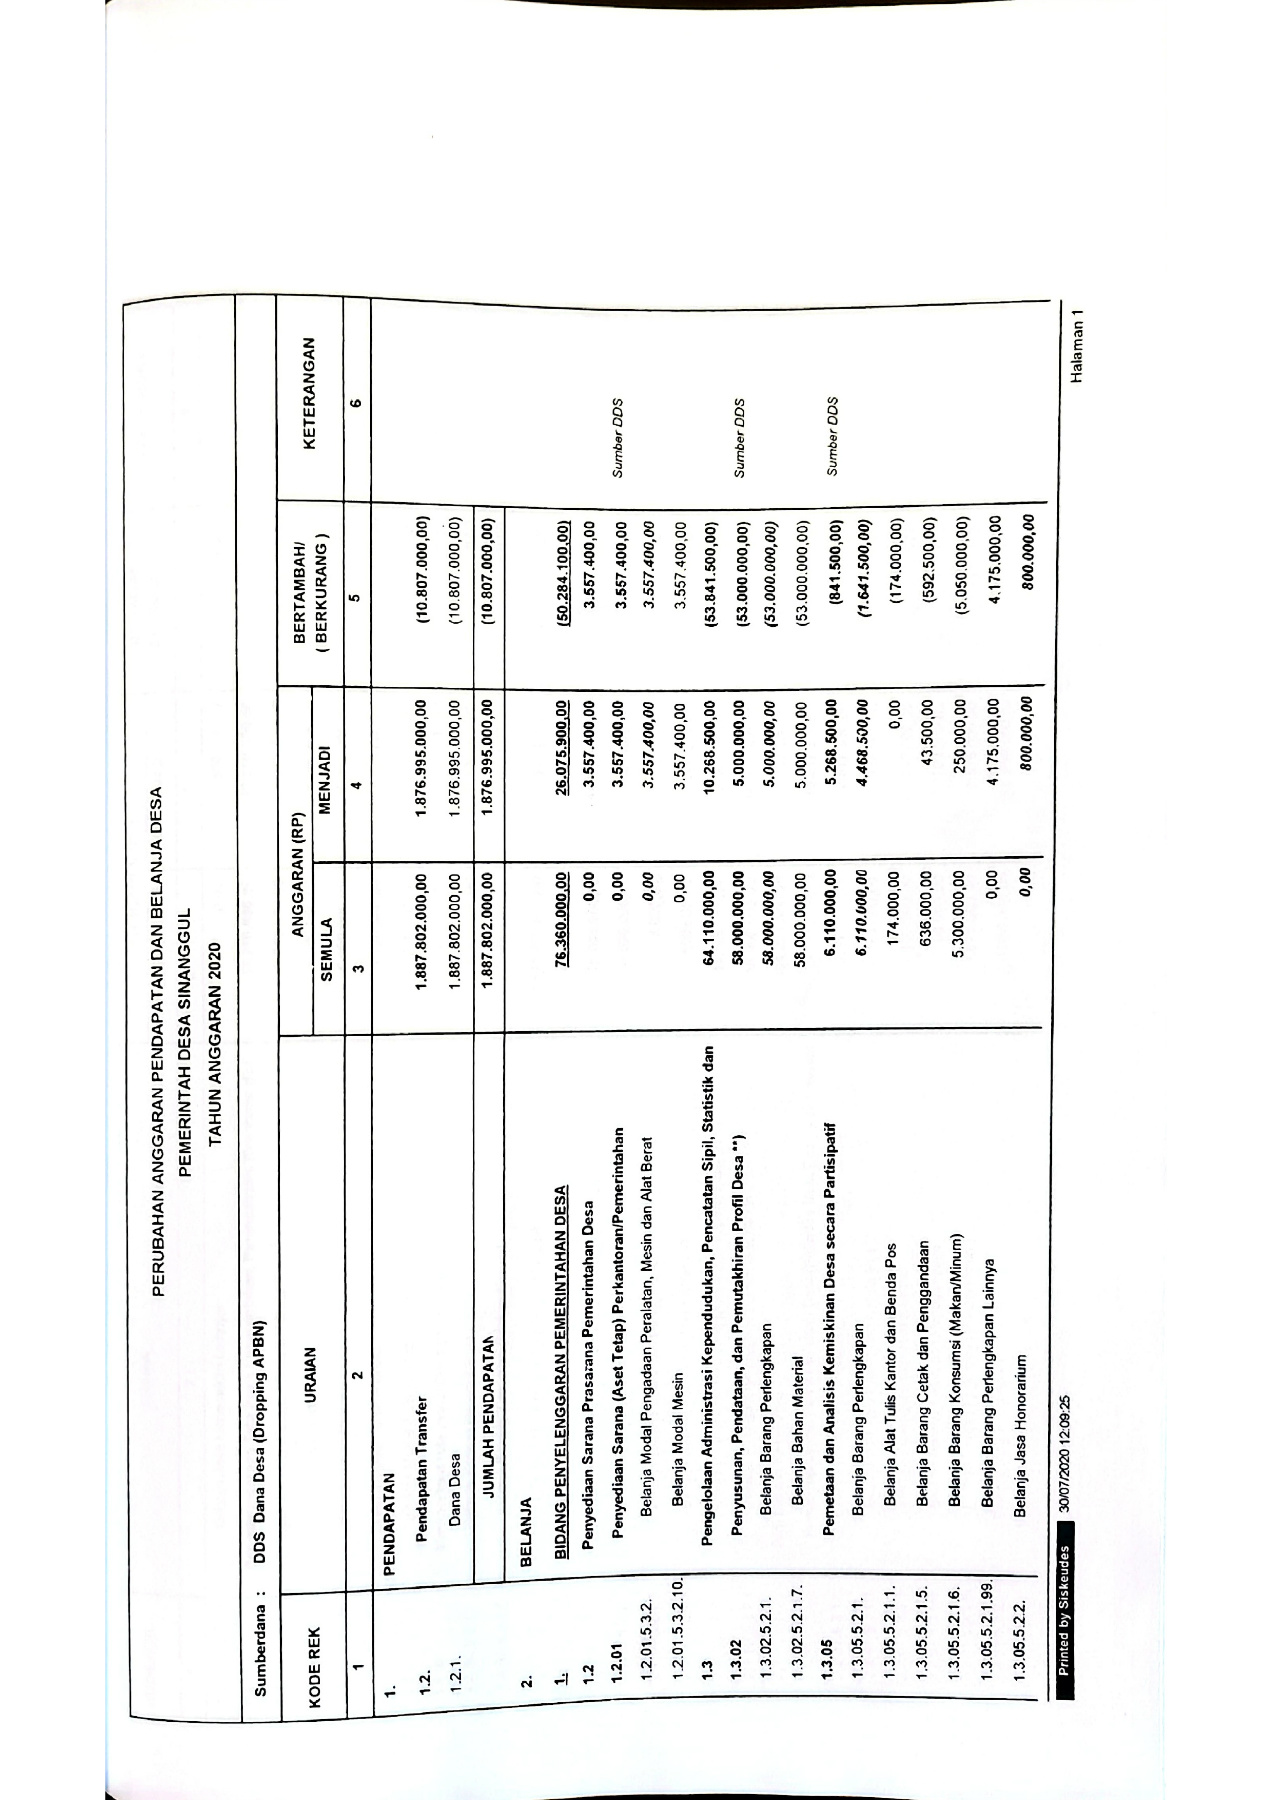 PERUBAHAN ANGGARAN PENDAPATAN DAN BELANJA DESA
PEMERINTAH DESA SINANGGUL
TAHUN ANGGARAN 2020
Sumberdana : DDS Dana Desa (Dropping APBN)
KODE REK URAIAN ANGGARAN (RP) BERTAMBAH/ ( BERKURANG ) KETERANGAN
SEMULA MENJADI
1 2 3 4 5 6
1. PENDAPATAN
1.2. Pendapatan Transfer 1.887.802.000,00 1.876.995.000,00 (10.807.000,00)
1.2.1. Dana Desa 1.887.802.000,00 1.876.995.000,00 (10.807.000,00)
JUMLAH PENDAPATAN 1.887.802.000,00 1.876.995.000,00 (10.807.000,00)
2. BELANJA
1. BIDANG PENYELENGGARAN PEMERINTAHAN DESA 76.360.000,00 26.075.900,00 (50.284.100,00)
1.2 Penyediaan Sarana Prasarana Pemerintahan Desa 0,00 3.557.400,00 3.557.400,00
1.2.01 Penyediaan Sarana (Aset Tetap) Perkantoran/Pemerintahan 0,00 3.557.400,00 3.557.400,00 Sumber DDS
1.2.01.5.3.2. Belanja Modal Pengadaan Peralatan, Mesin dan Alat Berat 0,00 3.557.400,00 3.557.400,00
1.2.01.5.3.2.10. Belanja Modal Mesin 0,00 3.557.400,00 3.557.400,00
1.3 Pengelolaan Administrasi Kependudukan, Pencatatan Sipil, Statistik dan 64.110.000,00 10.268.500,00 (53.841.500,00)
1.3.02 Penyusunan, Pendataan, dan Pemutakhiran Profil Desa **) 58.000.000,00 5.000.000,00 (53.000.000,00) Sumber DDS
1.3.02.5.2.1. Belanja Barang Perlengkapan 58.000.000,00 5.000.000,00 (53.000.000,00)
1.3.02.5.2.1.7. Belanja Bahan Material 58.000.000,00 5.000.000,00 (53.000.000,00)
1.3.05 Pemetaan dan Analisis Kemiskinan Desa secara Partisipatif 6.110.000,00 5.268.500,00 (841.500,00) Sumber DDS
1.3.05.5.2.1. Belanja Barang Perlengkapan 6.110.000,00 4.468.500,00 (1.641.500,00)
1.3.05.5.2.1.1. Belanja Alat Tulis Kantor dan Benda Pos 174.000,00 0,00 (174.000,00)
1.3.05.5.2.1.5. Belanja Barang Cetak dan Penggandaan 636.000,00 43.500,00 (592.500,00)
1.3.05.5.2.1.6. Belanja Barang Konsumsi (Makan/Minum) 5.300.000,00 250.000,00 (5.050.000,00)
1.3.05.5.2.1.99. Belanja Barang Perlengkapan Lainnya 0,00 4.175.000,00 4.175.000,00
1.3.05.5.2.2. Belanja Jasa Honorarium 0,00 800.000,00 800.000,00
Printed by Siskeudes 30/07/2020 12:09:25 Halaman 1